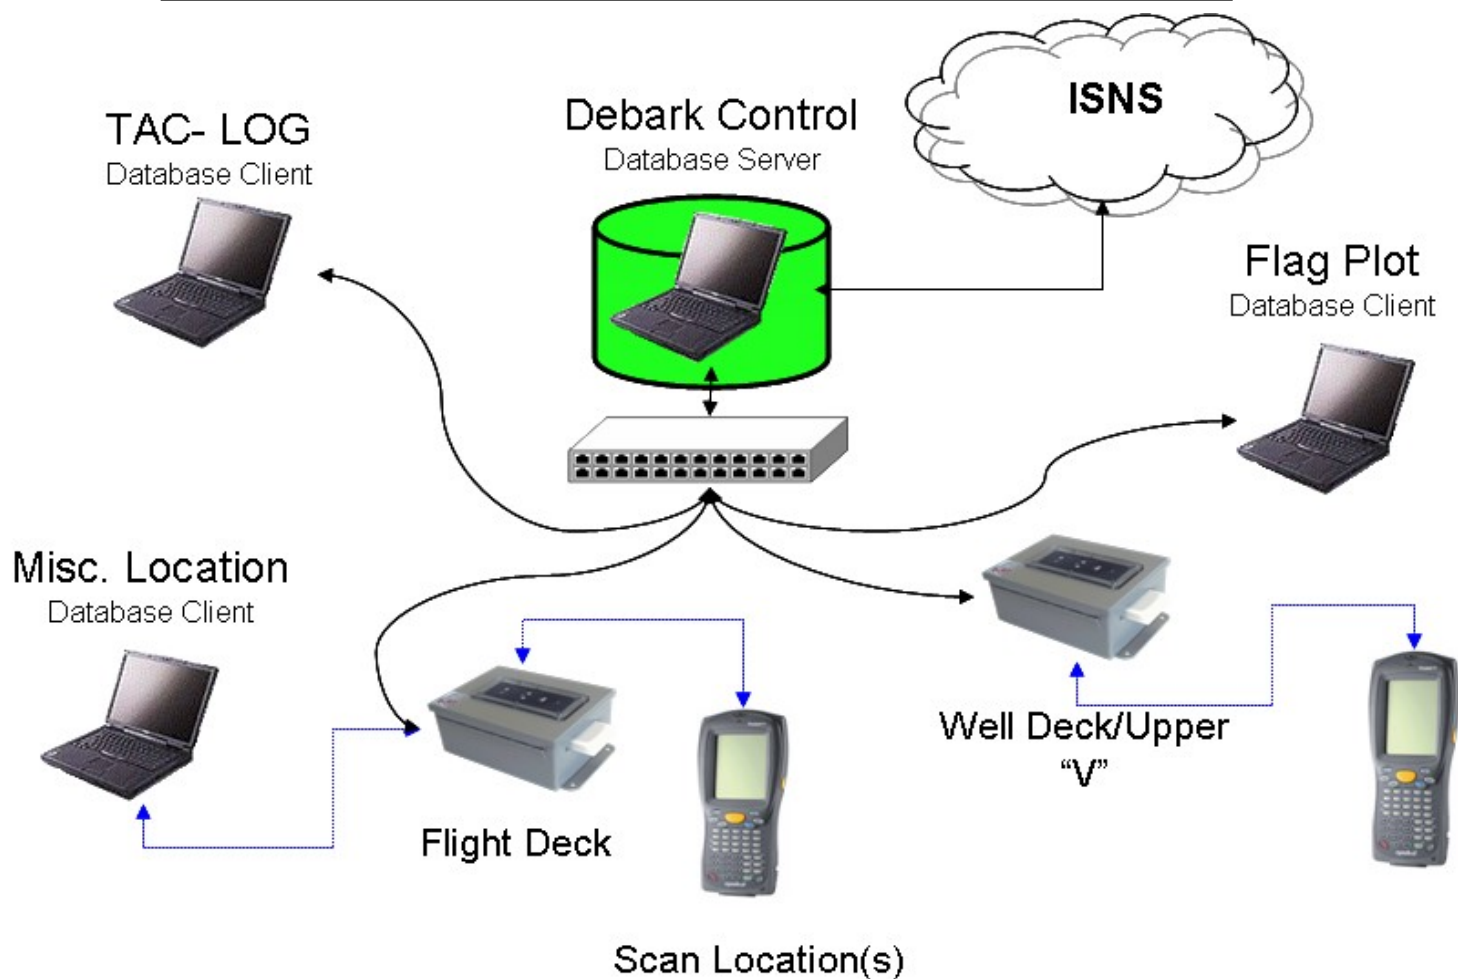 ISNS
TAC- LOG
Database Client
Debark Control
Database Server
Flag Plot
Database Client
Misc. Location
Database Client
Well Deck/Upper
“V”
Flight Deck
Scan Location(s)